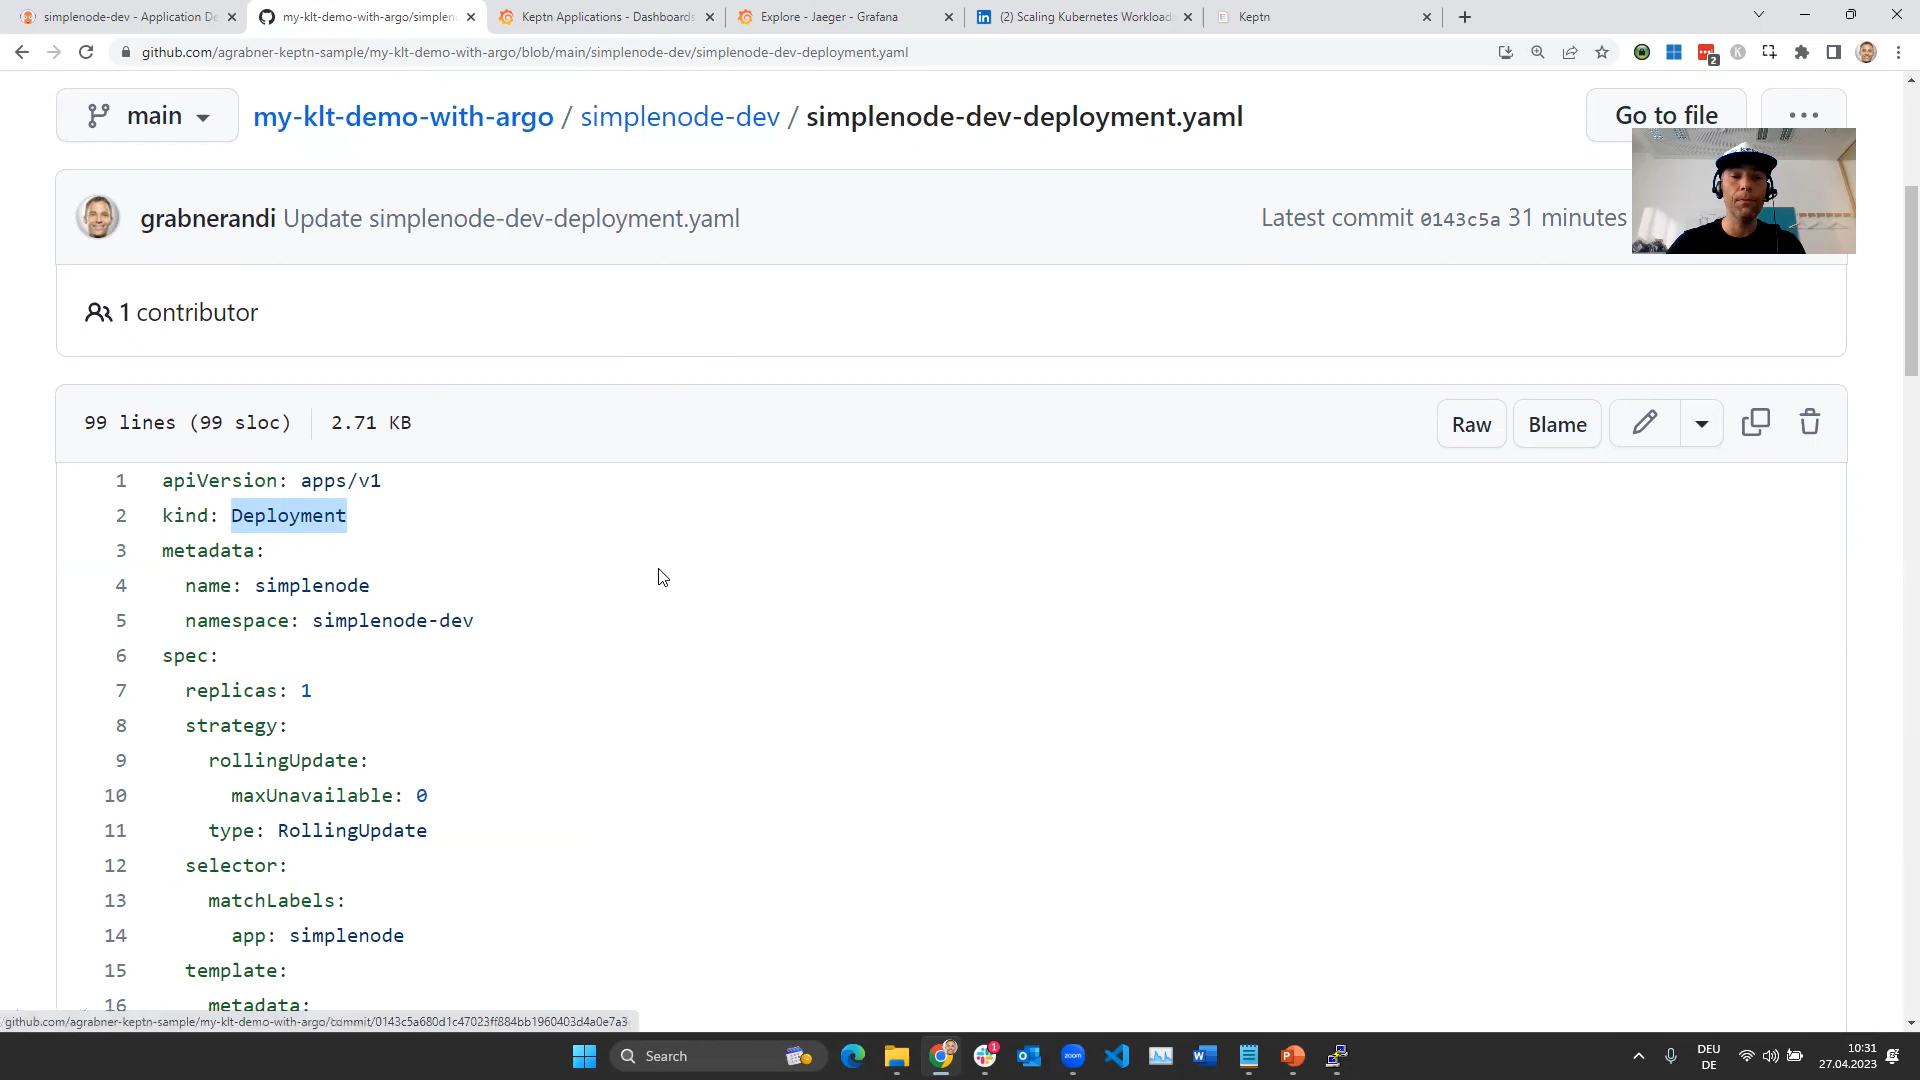 simplenode-dev - Application De
my-klt-demo-with-argo/simplen
Keptn Applications - Dashboards
Explore - Jaeger - Grafana
(2) Scaling Kubernetes Workload
Keptn
github.com/agrabner-keptn-sample/my-klt-demo-with-argo/blob/main/simplenode-dev/simplenode-dev-deployment.yaml
2
main
my-klt-demo-with-argo / simplenode-dev / simplenode-dev-deployment.yaml
Go to file
grabnerandi Update simplenode-dev-deployment.yaml
Latest commit 0143c5a 31 minutes
1 contributor
99 lines (99 sloc)
2.71 KB
Raw
Blame
1 apiVersion: apps/v1
2 kind: Deployment
3 metadata:
4 name: simplenode
5 namespace: simplenode-dev
6 spec:
7 replicas: 1
8 strategy:
9 rollingUpdate:
10 maxUnavailable: 0
11 type: RollingUpdate
12 selector:
13 matchLabels:
14 app: simplenode
15 template:
16 metadata:
github.com/agrabner-keptn-sample/my-klt-demo-with-argo/commit/0143c5a680d1c47023ff884bb1960403d4a0e7a3
Search
1
zoom
DEU
DE
10:31
27.04.2023